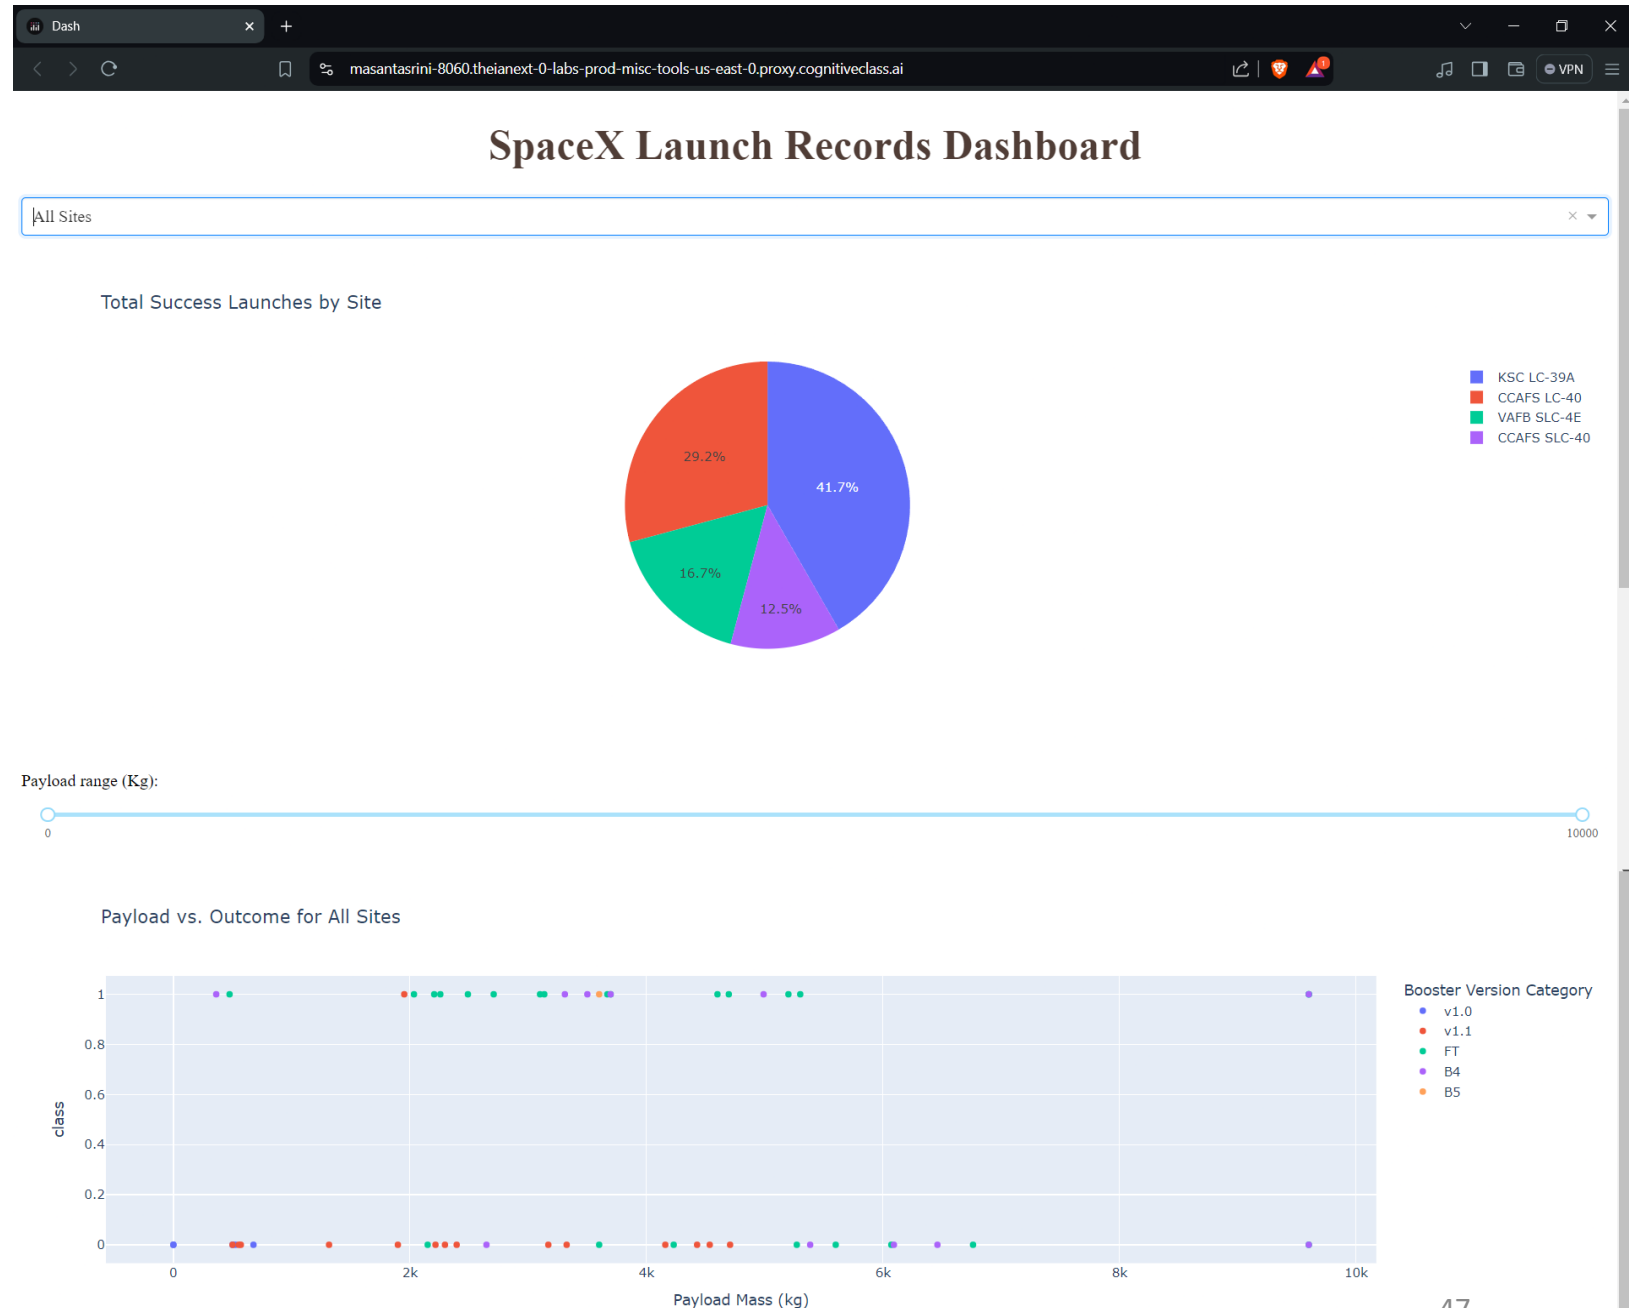 Dash
masantasrini-8060.theianext-0-labs-prod-misc-tools-us-east-0.proxy.cognitiveclass.ai
1
VPN
SpaceX Launch Records Dashboard
All Sites
Total Success Launches by Site
KSC LC-39A
CCAFS LC-40
VAFB SLC-4E
CCAFS SLC-40
29.2%
41.7%
16.7%
12.5%
Payload range (Kg):
0
10000
Payload vs. Outcome for All Sites
Booster Version Category
v1.0
v1.1
FT
B4
B5
class
1
0.8
0.6
0.4
0.2
0
0 2k 4k 6k 8k 10k
Payload Mass (kg)
47